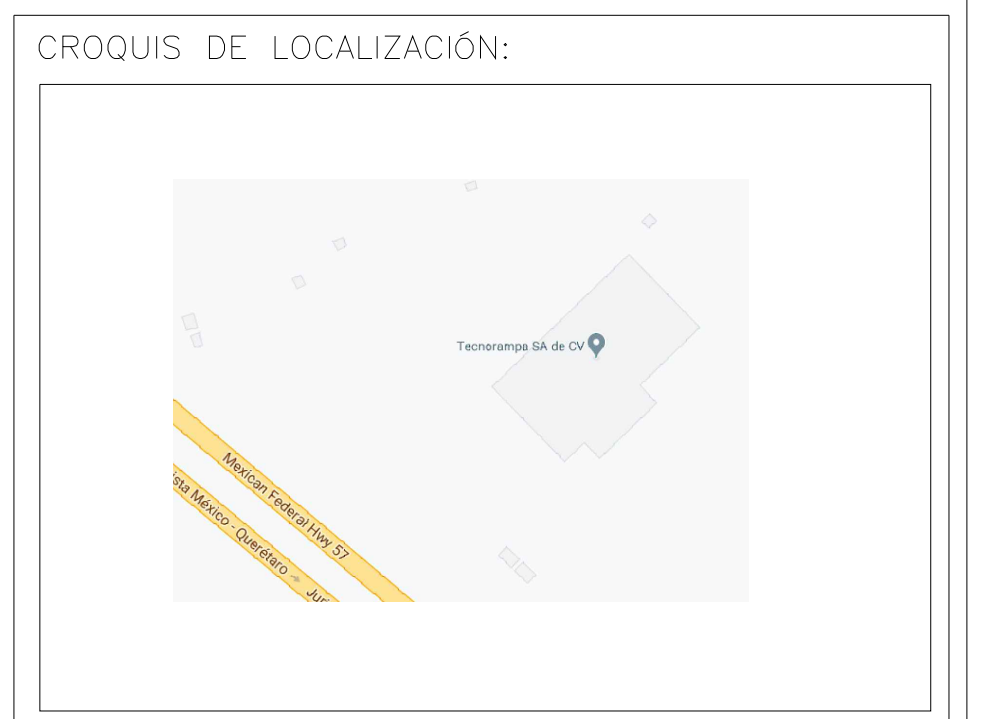 CROQUIS DE LOCALIZACIÓN:
Tecnorampa SA de CV
Mexican Federal Hwy 57
ista México - Querétaro